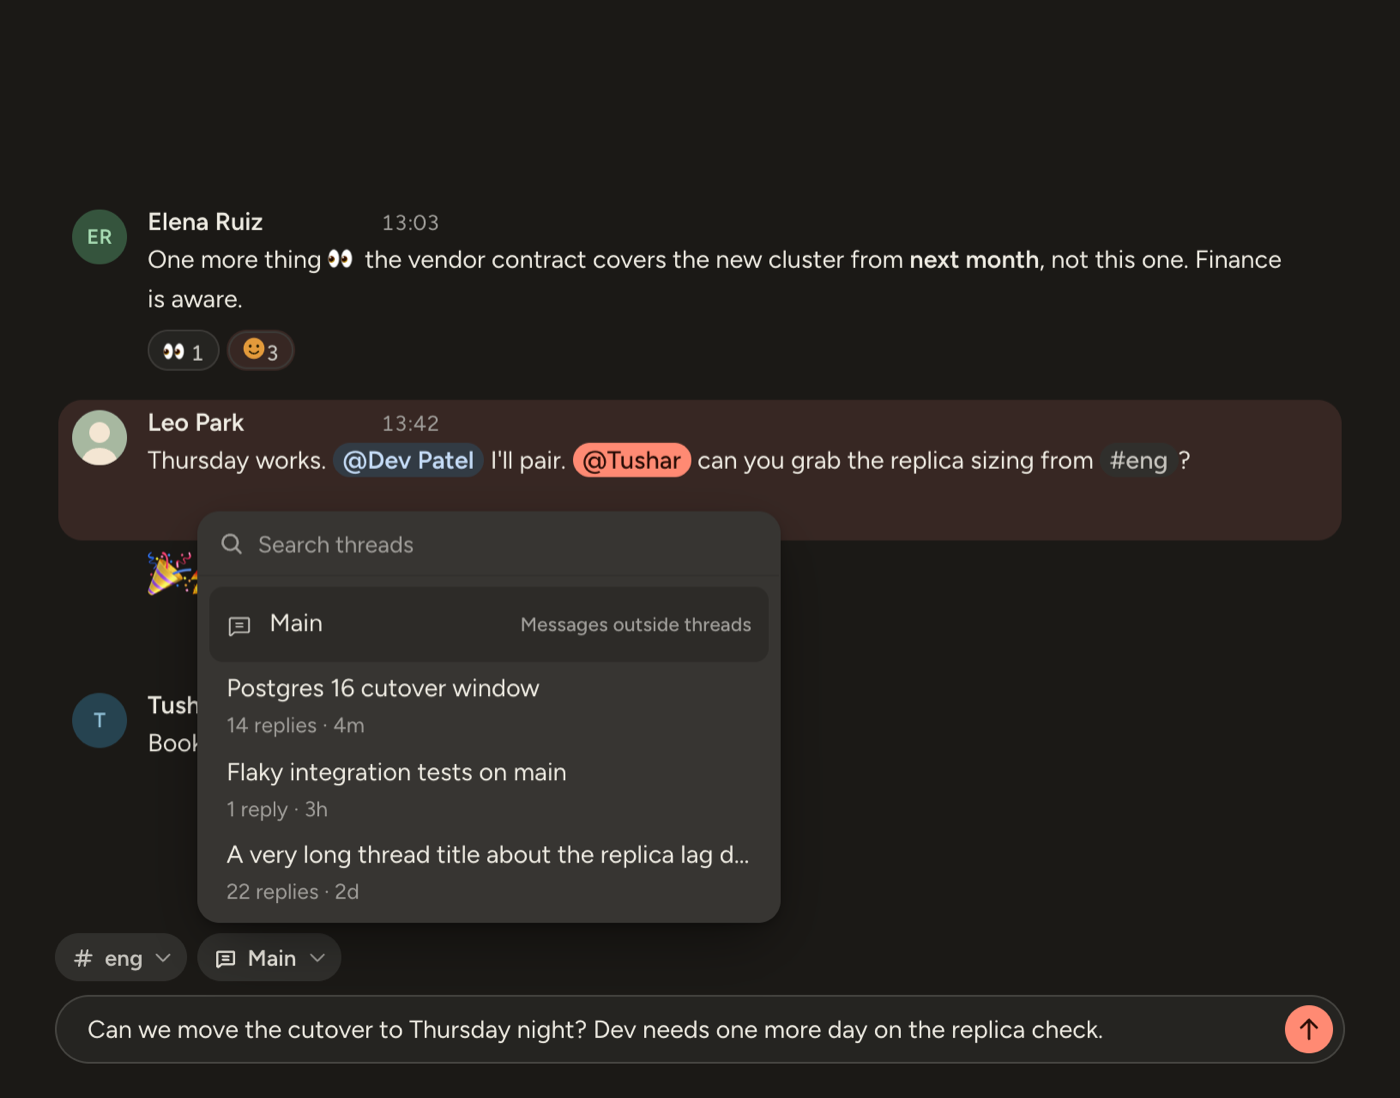 ER
Elena Ruiz 13:03
One more thing 👀 the vendor contract covers the new cluster from next month, not this one. Finance
is aware.
👀 1 🙂 3
Leo Park 13:42
Thursday works. @Dev Patel I'll pair. @Tushar can you grab the replica sizing from #eng ?
Search threads
Main Messages outside threads
Postgres 16 cutover window
14 replies · 4m
Flaky integration tests on main
1 reply · 3h
A very long thread title about the replica lag d...
22 replies · 2d
T
Tush
Book
# eng
Main
Can we move the cutover to Thursday night? Dev needs one more day on the replica check.